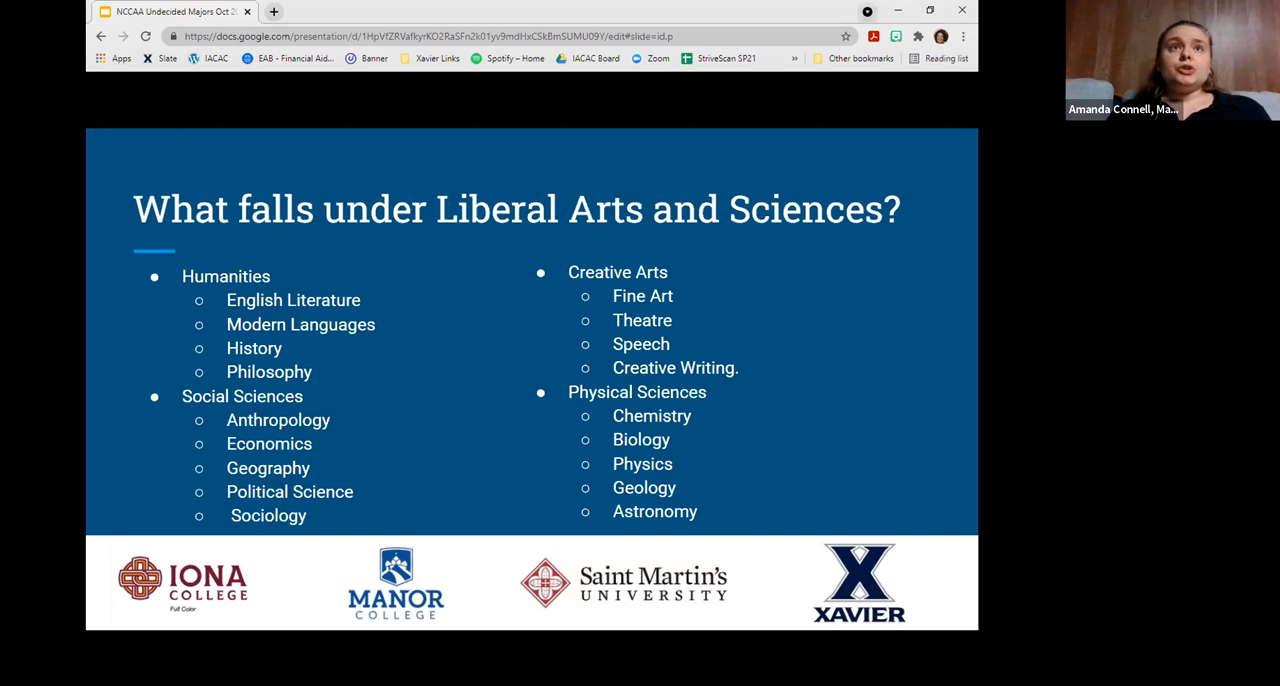 NCCAA Undecided Majors Oct 2
https://docs.google.com/presentation/d/1HpVfZRVafkyrKO2RaSFn2k01yv9mdHxCSkBmSUMU09Y/edit#slide=id.p
Apps Slate IACAC EAB - Financial Aid... Banner Xavier Links Spotify – Home IACAC Board Zoom StriveScan SP21 » Other bookmarks Reading list
Amanda Connell, Ma...
What falls under Liberal Arts and Sciences?
Humanities
English Literature
Modern Languages
History
Philosophy
Social Sciences
Anthropology
Economics
Geography
Political Science
Sociology
Creative Arts
Fine Art
Theatre
Speech
Creative Writing.
Physical Sciences
Chemistry
Biology
Physics
Geology
Astronomy
IONA
COLLEGE
Full Color
MANOR
COLLEGE
Saint Martin's
UNIVERSITY
X
XAVIER